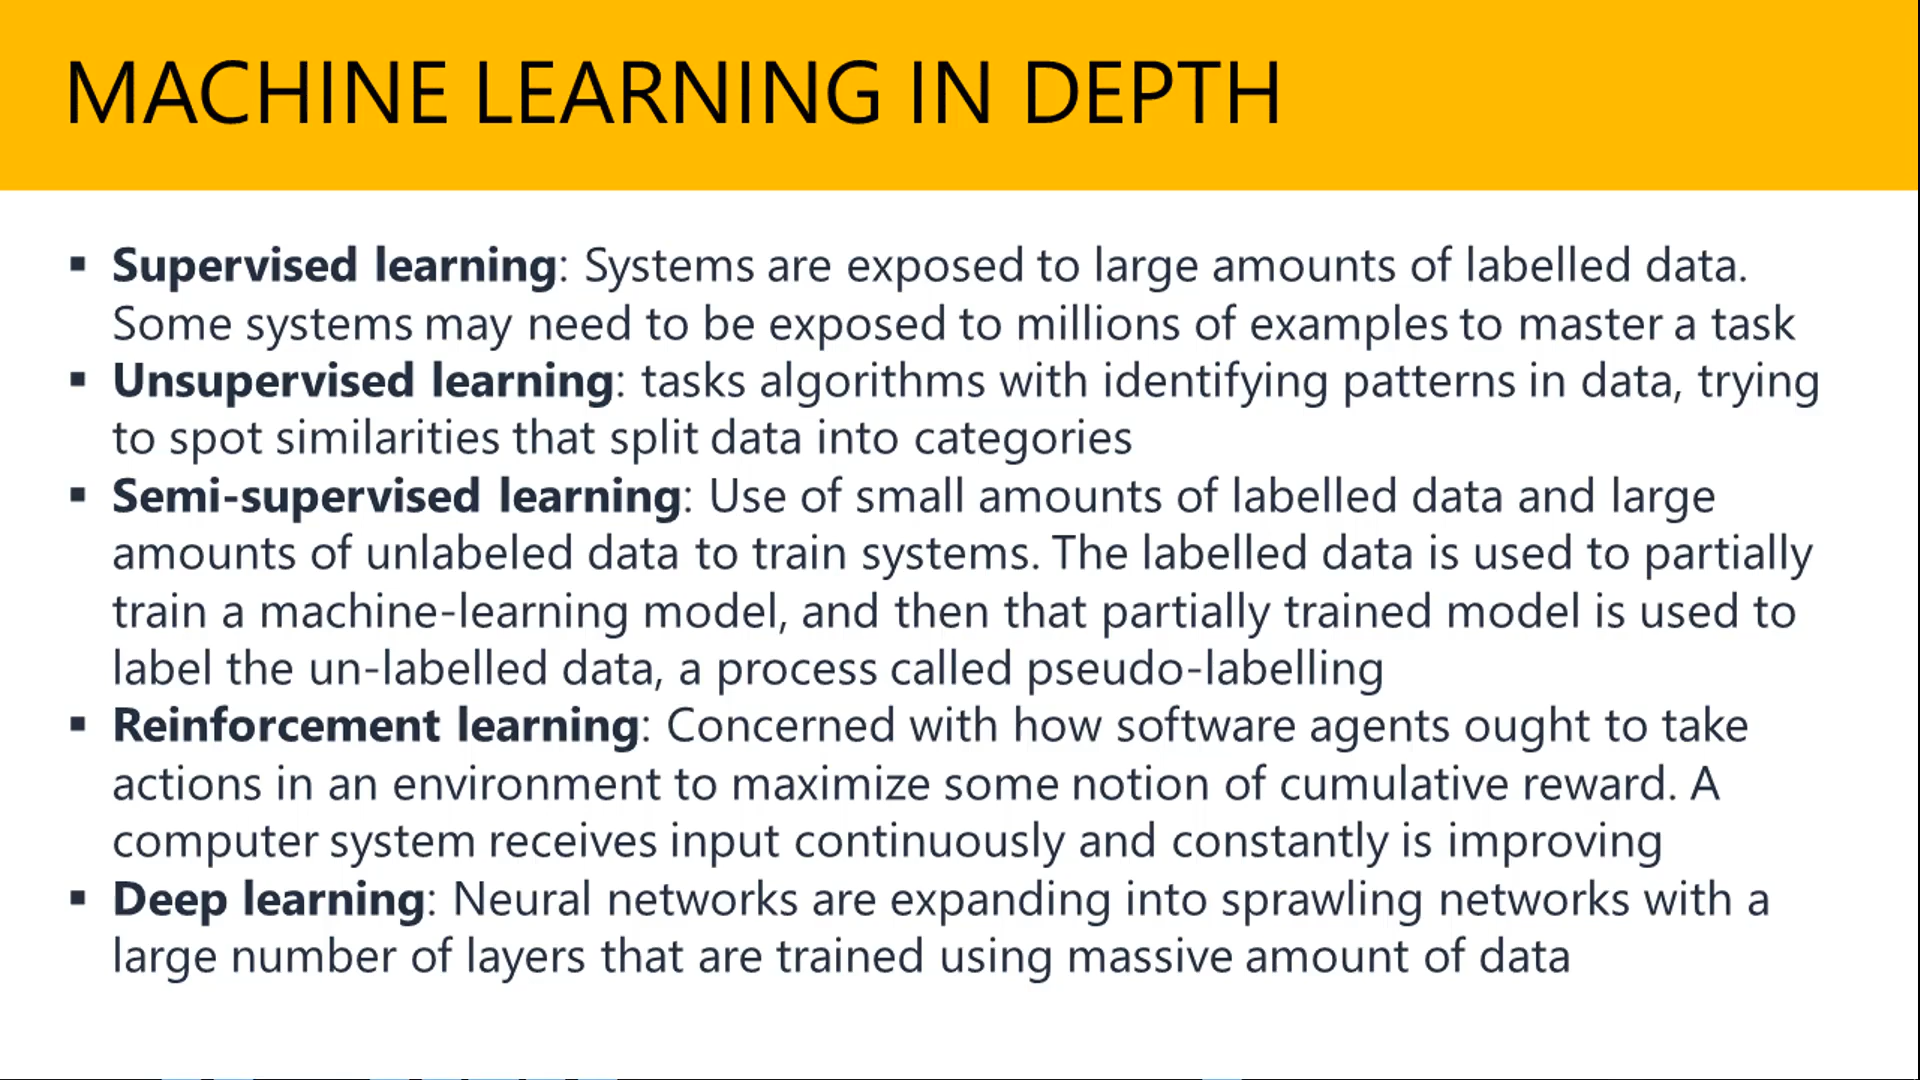 MACHINE LEARNING IN DEPTH
▪ Supervised learning: Systems are exposed to large amounts of labelled data.
Some systems may need to be exposed to millions of examples to master a task
▪ Unsupervised learning: tasks algorithms with identifying patterns in data, trying
to spot similarities that split data into categories
▪ Semi-supervised learning: Use of small amounts of labelled data and large
amounts of unlabeled data to train systems. The labelled data is used to partially
train a machine-learning model, and then that partially trained model is used to
label the un-labelled data, a process called pseudo-labelling
▪ Reinforcement learning: Concerned with how software agents ought to take
actions in an environment to maximize some notion of cumulative reward. A
computer system receives input continuously and constantly is improving
▪ Deep learning: Neural networks are expanding into sprawling networks with a
large number of layers that are trained using massive amount of data